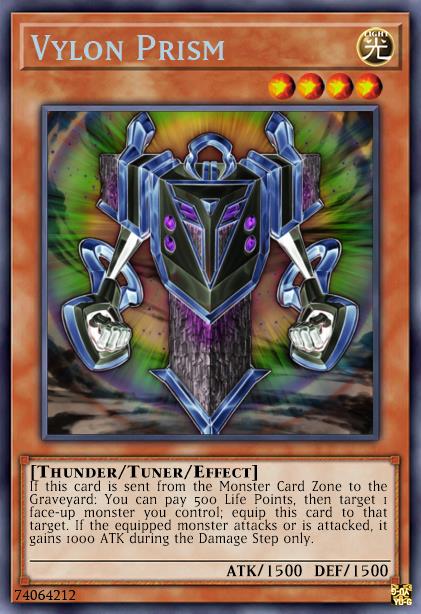 Vylon Prism
LIGHT
光
[Thunder/Tuner/Effect]
If this card is sent from the Monster Card Zone to the
Graveyard: You can pay 500 Life Points, then target 1
face-up monster you control; equip this card to that
target. If the equipped monster attacks or is attacked, it
gains 1000 ATK during the Damage Step only.
ATK/1500 DEF/1500
74064212